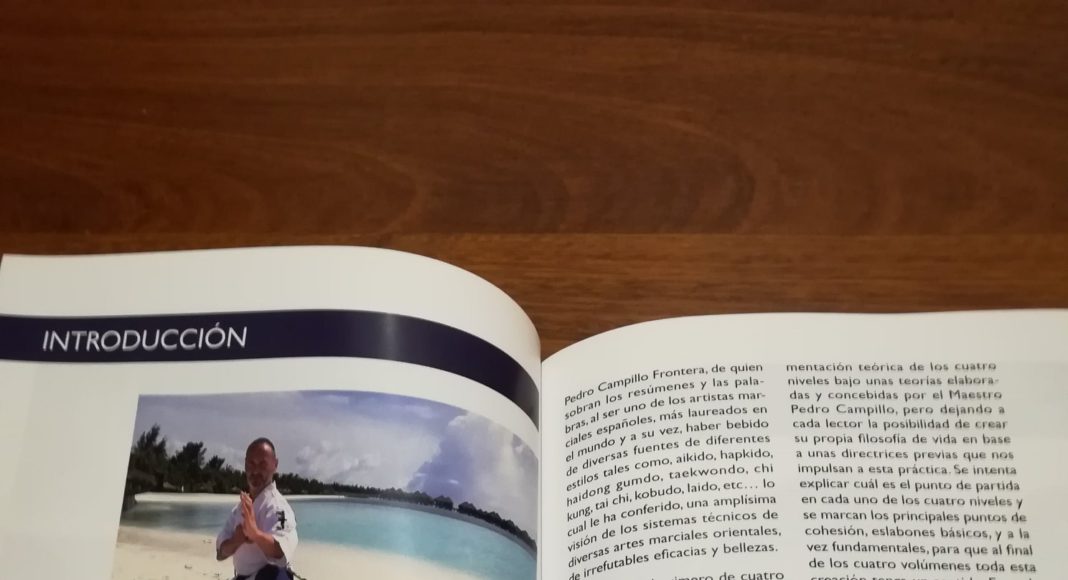 INTRODUCCIÓN
Pedro Campillo Frontera, de quien
sobran los resúmenes y las pala-
bras, al ser uno de los artistas mar-
ciales españoles, más laureados en
el mundo y a su vez, haber bebido
de diversas fuentes de diferentes
estilos tales como, aikido, hapkido,
haidong gumdo, taekwondo, chi
kung, tai chi, kobudo, laido, etc... lo
cual le ha conferido, una amplísima
visión de los sistemas técnicos de
diversas artes marciales orientales,
de irrefutables eficacias y bellezas.
número de cuatro
mentación teórica de los cuatro
niveles bajo unas teorías elabora-
das y concebidas por el Maestro
Pedro Campillo, pero dejando a
cada lector la posibilidad de crear
su propia filosofía de vida en base
a unas directrices previas que nos
impulsan a esta práctica. Se intenta
explicar cuál es el punto de partida
en cada uno de los cuatro niveles y
se marcan los principales puntos de
cohesión, eslabones básicos, y a la
vez fundamentales, para que al final
de los cuatro volúmenes toda esta